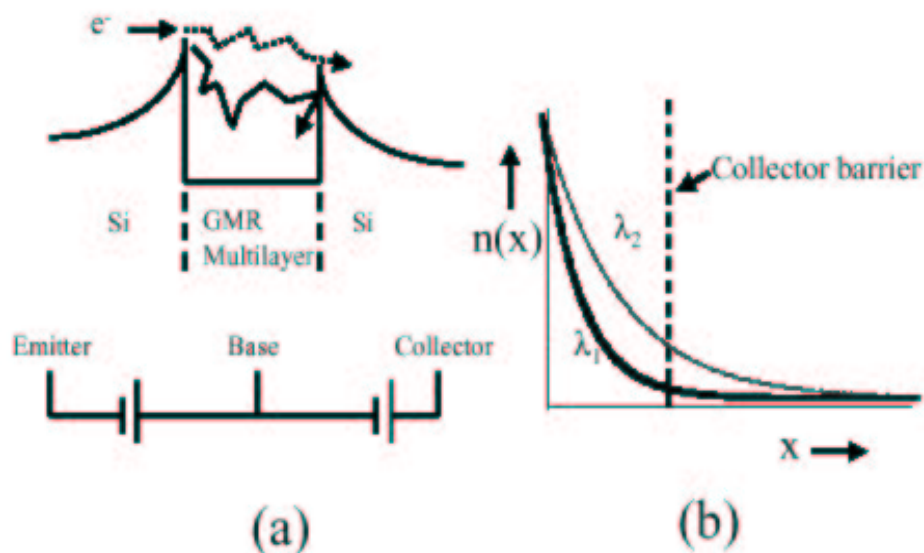 e-
Si
GMR
Multilayer
Si
Emitter
Base
Collector
(a)
n(x)
λ2
λ1
Collector barrier
x
(b)